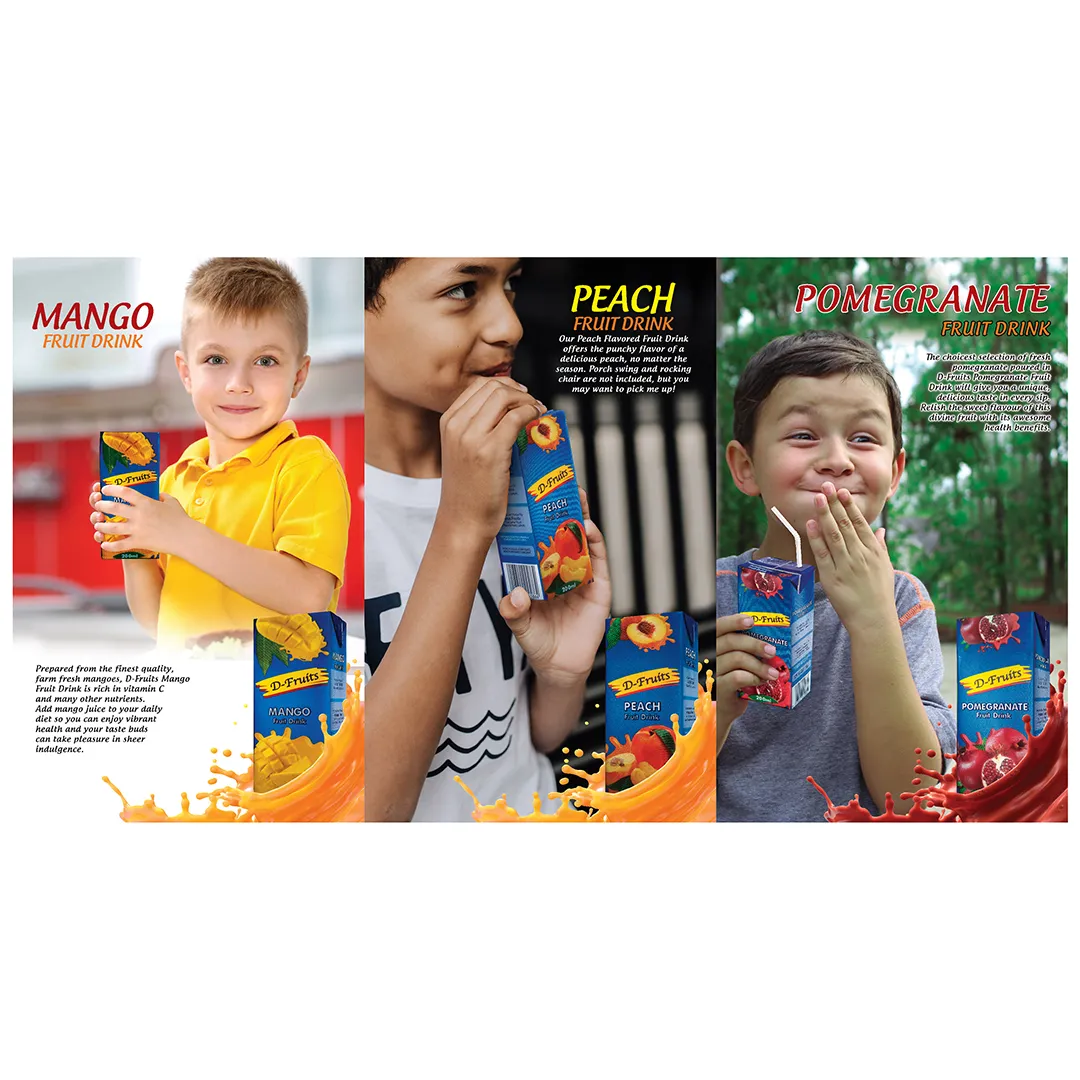 MANGO
FRUIT DRINK
D-Fruits
200ml
Prepared from the finest quality,
farm fresh mangoes, D-Fruits Mango
Fruit Drink is rich in vitamin C
and many other nutrients.
Add mango juice to your daily
diet so you can enjoy vibrant
health and your taste buds
can take pleasure in sheer
indulgence.
D-Fruits
MANGO
Fruit Drink
PEACH
FRUIT DRINK
Our Peach Flavored Fruit Drink
offers the punchy flavor of a
delicious peach, no matter the
season. Porch swing and rocking
chair are not included, but you
may want to pick me up!
D-Fruits
PEACH
Fruit Drink
200ml
D-Fruits
PEACH
Fruit Drink
POMEGRANATE
FRUIT DRINK
The choicest selection of fresh
pomegranate poured in
D-Fruits Pomegranate Fruit
Drink will give you a unique,
delicious taste in every sip.
Relish the sweet flavour of this
divine fruit with its awesome
health benefits.
D-Fruits
200ml
D-Fruits
POMEGRANATE
Fruit Drink